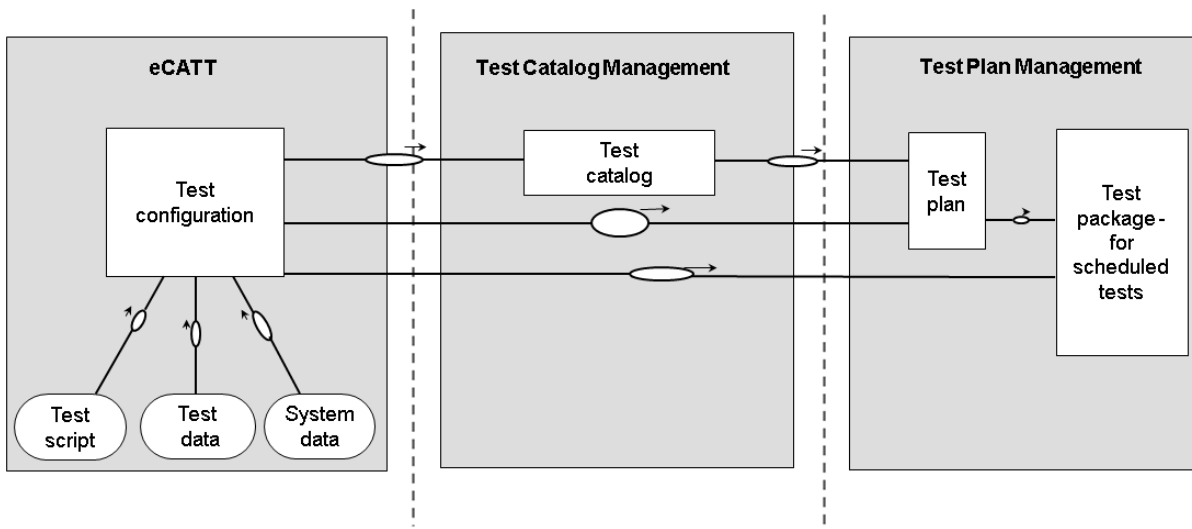 eCATT
Test Catalog Management
Test Plan Management
Test
configuration
Test
catalog
Test
plan
Test
package -
for
scheduled
tests
Test
script
Test
data
System
data